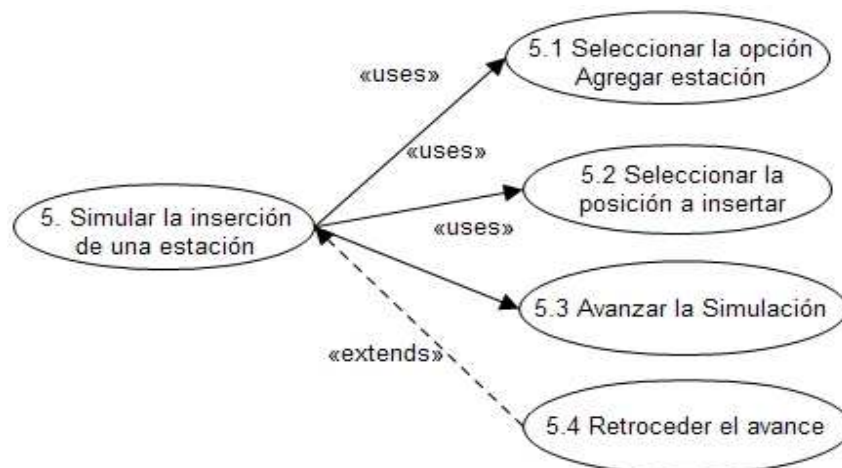 5.1 Seleccionar la opción
Agregar estación
«uses»
«uses»
5.2 Seleccionar la
posición a insertar
5. Simular la inserción
de una estación
«uses»
5.3 Avanzar la Simulación
«extends»
5.4 Retroceder el avance